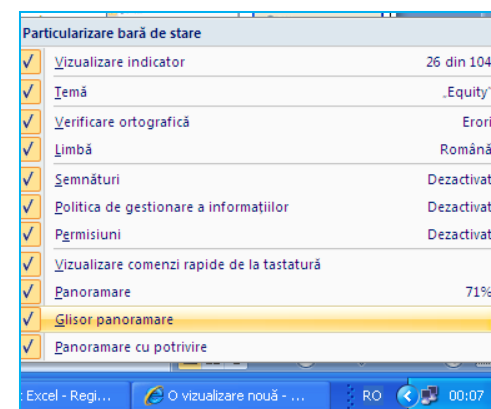 Particularizare bară de stare
Vizualizare indicator 26 din 104
Temă „Equity”
Verificare ortografică Erori
Limbă Română
Semnături Dezactivat
Politica de gestionare a informațiilor Dezactivat
Permisiuni Dezactivat
Vizualizare comenzi rapide de la tastatură
Panoramare 71%
Glisor panoramare
Panoramare cu potrivire
Excel - Regi... O vizualizare nouă - ... RO 00:07